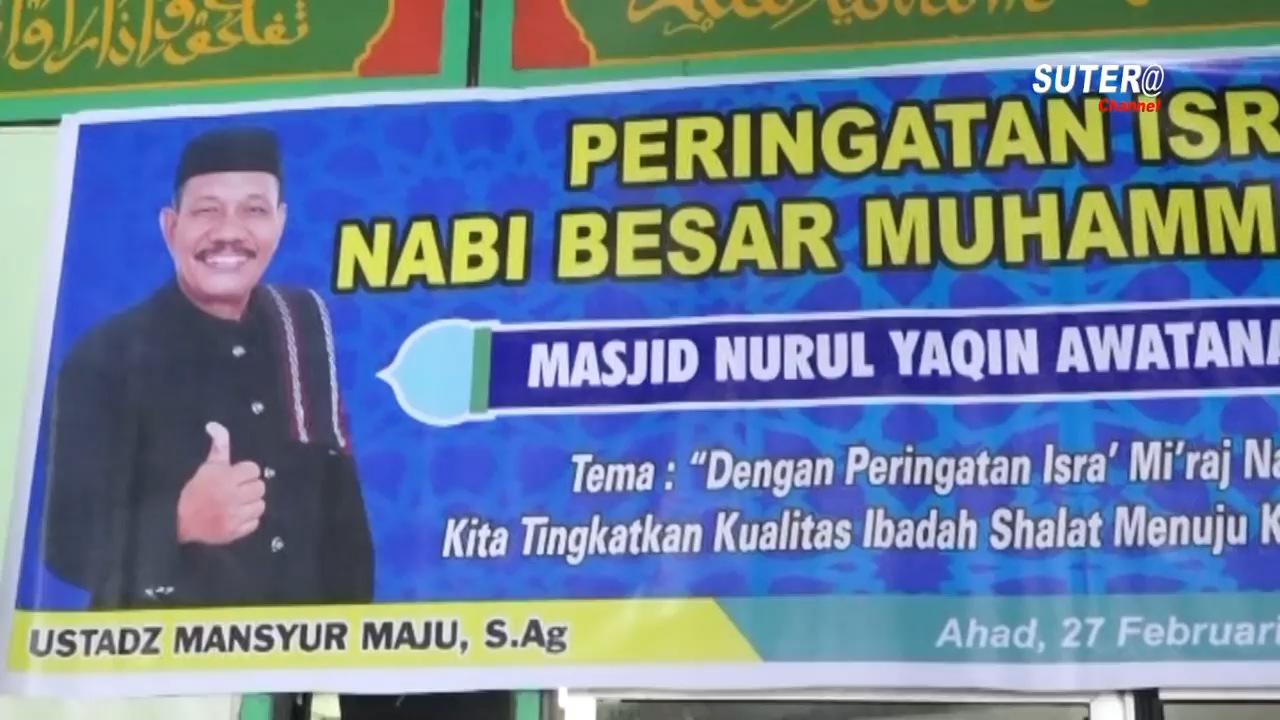 SUTER@
Channel
PERINGATAN ISR
NABI BESAR MUHAMM
MASJID NURUL YAQIN AWATANA
Tema : “Dengan Peringatan Isra’ Mi’raj Na
Kita Tingkatkan Kualitas Ibadah Shalat Menuju K
USTADZ MANSYUR MAJU, S.Ag
Ahad, 27 Februari